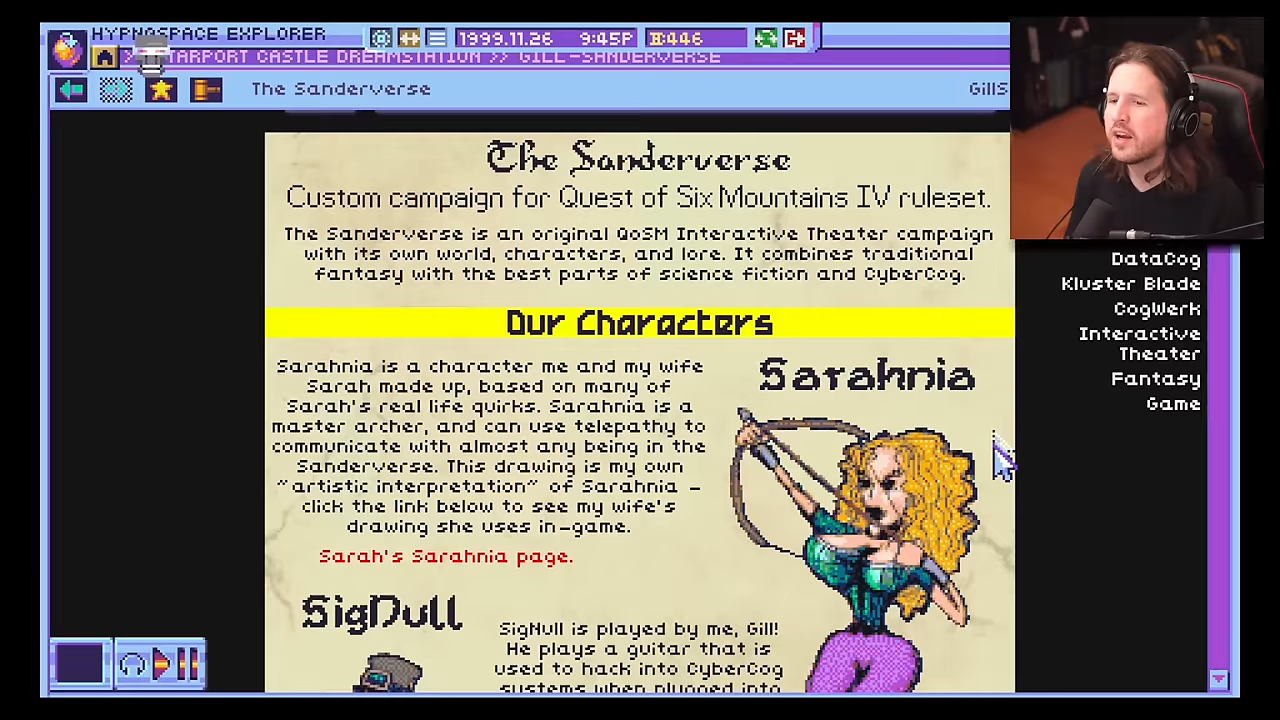 HYPNOSPACE EXPLORER
1999.11.26 9:45P
446
TARPORT CASTLE DREAMSTATION >> GILL-SANDERVERSE
The Sanderverse
GillS
The Sanderverse
Custom campaign for Quest of Six Mountains IV ruleset.
The Sanderverse is an original QoSM Interactive Theater campaign
with its own world, characters, and lore. It combines traditional
fantasy with the best parts of science fiction and CyberCog.
Our Characters
Sarahnia is a character me and my wife
Sarah made up, based on many of
Sarah's real life quirks. Sarahnia is a
master archer, and can use telepathy to
communicate with almost any being in the
Sanderverse. This drawing is my own
"artistic interpretation" of Sarahnia -
click the link below to see my wife's
drawing she uses in-game.
Sarah's Sarahnia page.
Sarahnia
SigNull
SigNull is played by me, Gill!
He plays a guitar that is
used to hack into CyberCog
systems when plugged into
DataCog
Kluster Blade
CogWerk
Interactive
Theater
Fantasy
Game